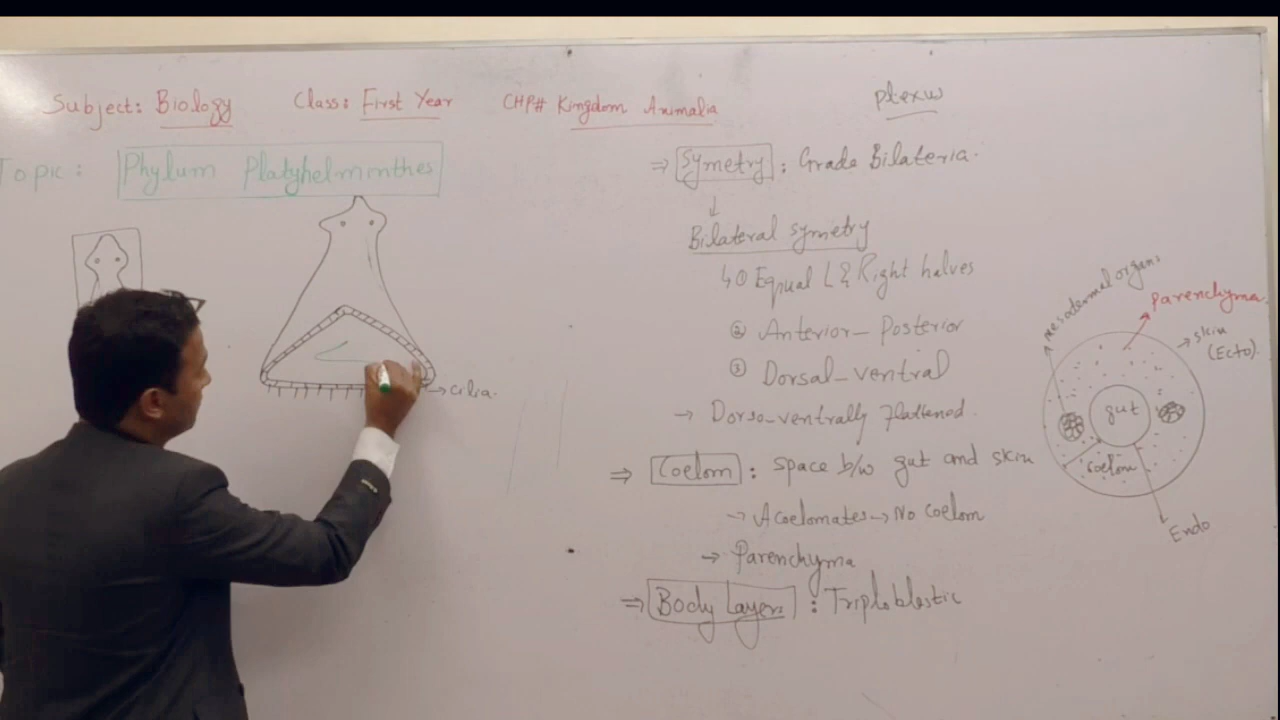 Subject: Biology Class: First Year CHP# Kingdom Animalia
plexus
Topic: Phylum Platyhelminthes
⇒ Symetry : Grade Bilateria.
↓
Bilateral symetry
↳ ① Equal L & Right halves
② Anterior - Posterior
③ Dorsal - ventral
→ Dorso-ventrally flattened.
⇒ Coelom : space b/w gut and skin
→ Acoelomates → No coelom
→ Parenchyma
⇒ Body Layers : Triploblastic
→ cilia.
mesodermal organs
parenchyma
→ skin
(Ecto).
gut
coelom
Endo